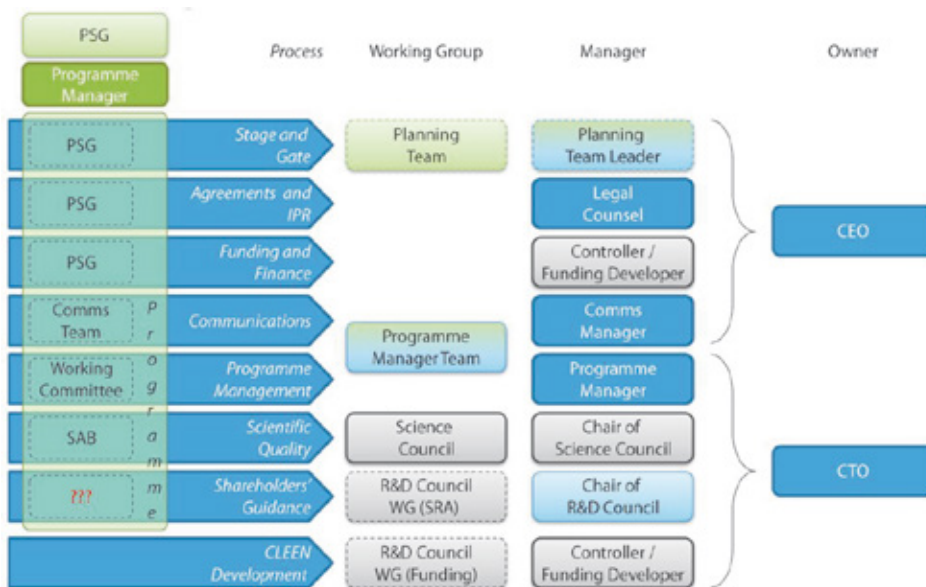 PSG
Programme
Manager
Process
Working Group
Manager
Owner
PSG
Stage and
Gate
Planning
Team
Planning
Team Leader
PSG
Agreements and
IPR
Legal
Counsel
CEO
PSG
Funding and
Finance
Controller /
Funding Developer
Comms
Team
Communications
Comms
Manager
Programme
Manager Team
Working
Committee
Programme
Management
Programme
Manager
SAB
Scientific
Quality
Science
Council
Chair of
Science Council
CTO
???
Shareholders'
Guidance
R&D Council
WG (SRA)
Chair of
R&D Council
CLEEN
Development
R&D Council
WG (Funding)
Controller /
Funding Developer
Programme